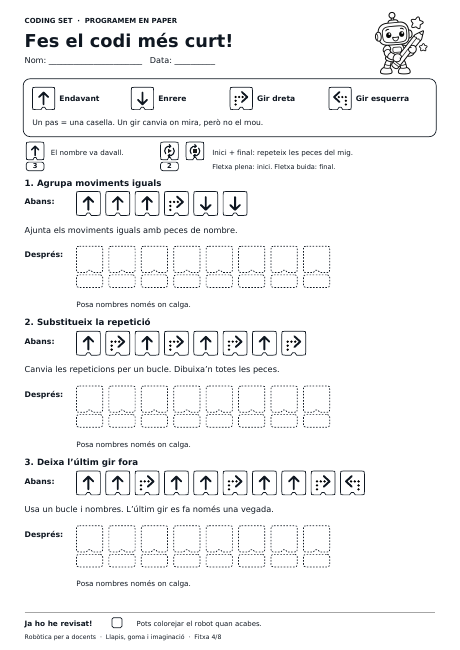 CODING SET · PROGRAMEM EN PAPER
Fes el codi més curt!
Nom: ____________________ Data: _________
Endavant Enrere Gir dreta Gir esquerra
Un pas = una casella. Un gir canvia on mira, però no el mou.
El nombre va davall. Inici + final: repeteix les peces del mig.
3 2 Fletxa plena: inici. Fletxa buida: final.
1. Agrupa moviments iguals
Abans:
Ajunta els moviments iguals amb peces de nombre.
Després:
Posa nombres només on calga.
2. Substitueix la repetició
Abans:
Canvia les repeticions per un bucle. Dibuixa’n totes les peces.
Després:
Posa nombres només on calga.
3. Deixa l’últim gir fora
Abans:
Usa un bucle i nombres. L’últim gir es fa només una vegada.
Després:
Posa nombres només on calga.
Ja ho he revisat! Pots colorejar el robot quan acabes.
Robòtica per a docents · Llapis, goma i imaginació · Fitxa 4/8